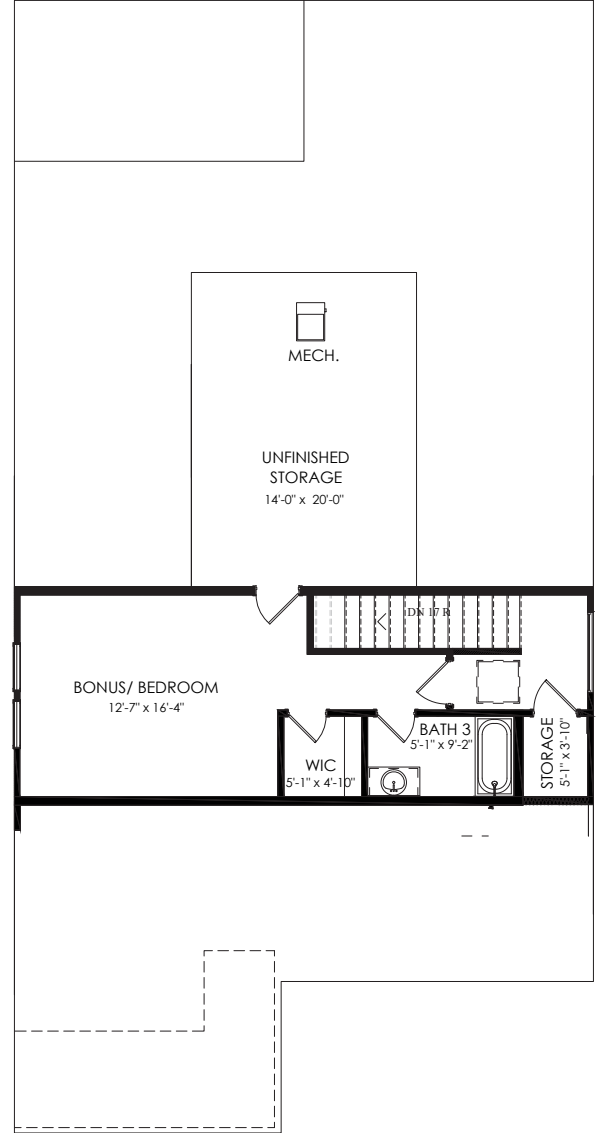 MECH.
UNFINISHED
STORAGE
14'-0" x 20'-0"
DN 17 R
BONUS/ BEDROOM
12'-7" x 16'-4"
BATH 3
5'-1" x 9'-2"
WIC
5'-1" x 4'-10"
STORAGE
5'-1" x 3'-10"